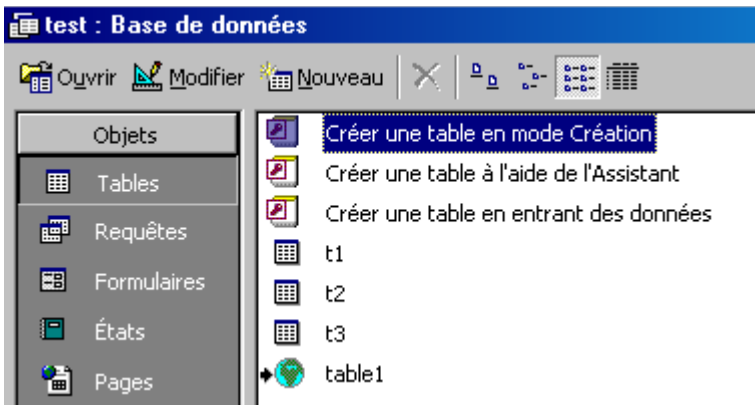 test : Base de données
Ouvrir Modifier Nouveau
Objets
Tables
Requêtes
Formulaires
États
Pages
Créer une table en mode Création
Créer une table à l'aide de l'Assistant
Créer une table en entrant des données
t1
t2
t3
table1